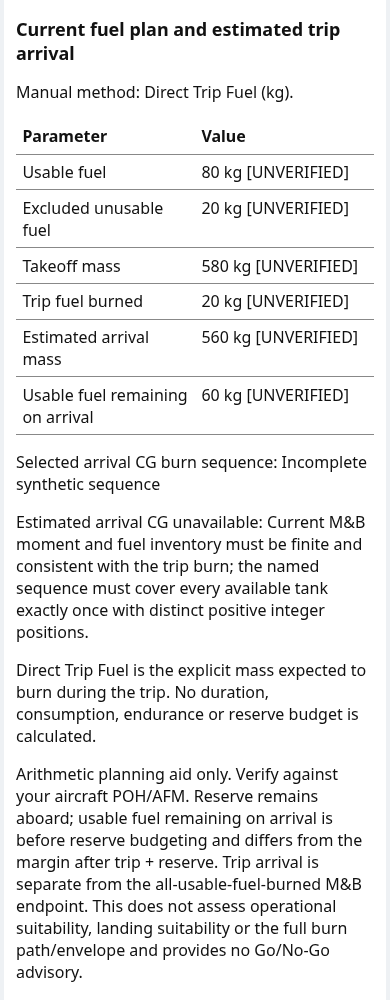 Current fuel plan and estimated trip
arrival
Manual method: Direct Trip Fuel (kg).
Parameter Value
Usable fuel 80 kg [UNVERIFIED]
Excluded unusable 20 kg [UNVERIFIED]
fuel
Takeoff mass 580 kg [UNVERIFIED]
Trip fuel burned 20 kg [UNVERIFIED]
Estimated arrival 560 kg [UNVERIFIED]
mass
Usable fuel remaining 60 kg [UNVERIFIED]
on arrival
Selected arrival CG burn sequence: Incomplete
synthetic sequence
Estimated arrival CG unavailable: Current M&B
moment and fuel inventory must be finite and
consistent with the trip burn; the named
sequence must cover every available tank
exactly once with distinct positive integer
positions.
Direct Trip Fuel is the explicit mass expected to
burn during the trip. No duration,
consumption, endurance or reserve budget is
calculated.
Arithmetic planning aid only. Verify against
your aircraft POH/AFM. Reserve remains
aboard; usable fuel remaining on arrival is
before reserve budgeting and differs from the
margin after trip + reserve. Trip arrival is
separate from the all-usable-fuel-burned M&B
endpoint. This does not assess operational
suitability, landing suitability or the full burn
path/envelope and provides no Go/No-Go
advisory.